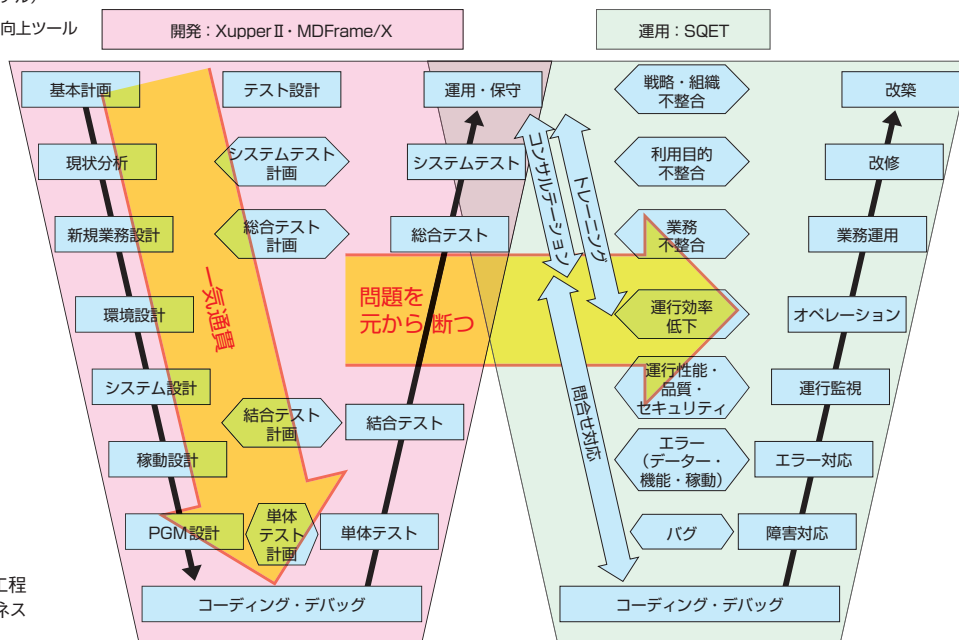 向上ツール
開発：XupperⅡ・MDFrame/X
運用：SQET
基本計画
テスト設計
運用・保守
戦略・組織
不整合
改築
現状分析
システムテスト
計画
システムテスト
利用目的
不整合
改修
新規業務設計
総合テスト
計画
総合テスト
業務
不整合
業務運用
コンサルテーション
トレーニング
一気通貫
問題を
元から 断つ
環境設計
運行効率
低下
オペレーション
システム設計
運行性能・
品質・
セキュリティ
運行監視
結合テスト
計画
結合テスト
問合せ対応
稼動設計
エラー
（データー・
機能・稼動）
エラー対応
PGM設計
単体
テスト
計画
単体テスト
バグ
障害対応
工程
ネス
コーディング・デバッグ
コーディング・デバッグ